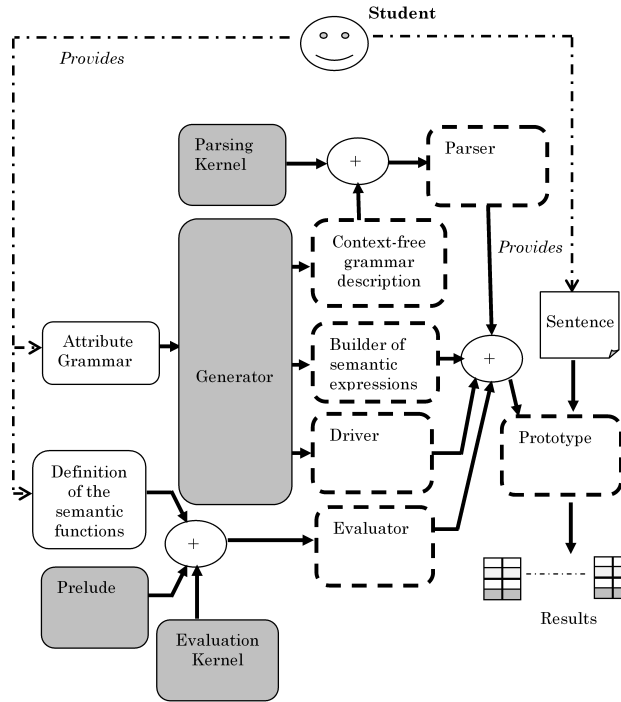 Student
Provides
Parsing
Kernel
+
Parser
Context-free
grammar
description
Provides
Sentence
Attribute
Grammar
Generator
Builder of
semantic
expressions
+
Driver
Prototype
Definition
of the
semantic
functions
Evaluator
+
Prelude
Evaluation
Kernel
Results